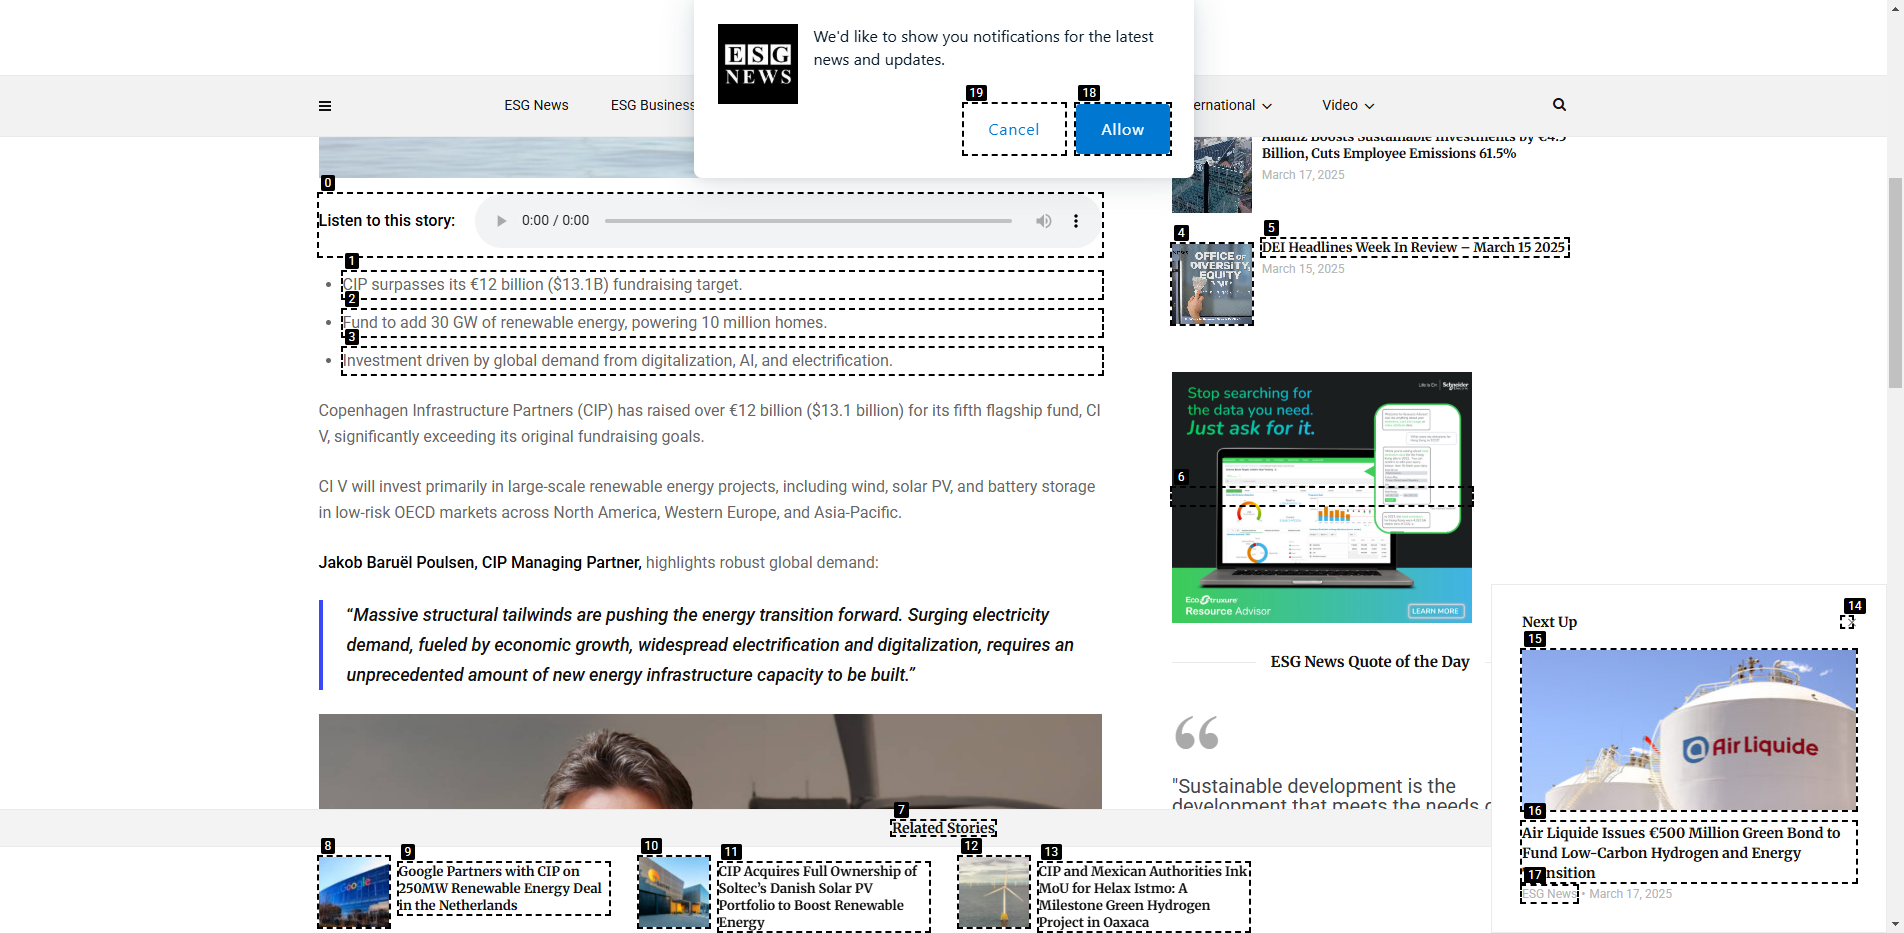 ESG
NEWS
We'd like to show you notifications for the latest
news and updates.
19
18
Cancel
Allow
ESG News
ESG Business
ernational
Video
Allianz Boosts Sustainable Investments by €4.5
Billion, Cuts Employee Emissions 61.5%
March 17, 2025
0
Listen to this story:
0:00 / 0:00
1
CIP surpasses its €12 billion ($13.1B) fundraising target.
2
Fund to add 30 GW of renewable energy, powering 10 million homes.
3
Investment driven by global demand from digitalization, AI, and electrification.
Copenhagen Infrastructure Partners (CIP) has raised over €12 billion ($13.1 billion) for its fifth flagship fund, CI
V, significantly exceeding its original fundraising goals.
CI V will invest primarily in large-scale renewable energy projects, including wind, solar PV, and battery storage
in low-risk OECD markets across North America, Western Europe, and Asia-Pacific.
Jakob Baruël Poulsen, CIP Managing Partner, highlights robust global demand:
“Massive structural tailwinds are pushing the energy transition forward. Surging electricity
demand, fueled by economic growth, widespread electrification and digitalization, requires an
unprecedented amount of new energy infrastructure capacity to be built.”
4
OFFICE OF
DIVERSITY,
EQUITY
5
DEI Headlines Week In Review – March 15 2025
March 15, 2025
Stop searching for
the data you need.
Just ask for it.
Life Is On
Schneider
6
EcoStruxure
Resource Advisor
LEARN MORE
ESG News Quote of the Day
"Sustainable development is the
development that meets the needs o
7
Related Stories
8
Google
9
Google Partners with CIP on
250MW Renewable Energy Deal
in the Netherlands
10
11
CIP Acquires Full Ownership of
Soltec’s Danish Solar PV
Portfolio to Boost Renewable
Energy
12
13
CIP and Mexican Authorities Ink
MoU for Helax Istmo: A
Milestone Green Hydrogen
Project in Oaxaca
Next Up
14
15
Air Liquide
16
Air Liquide Issues €500 Million Green Bond to
Fund Low-Carbon Hydrogen and Energy
nsition
17
ESG News • March 17, 2025